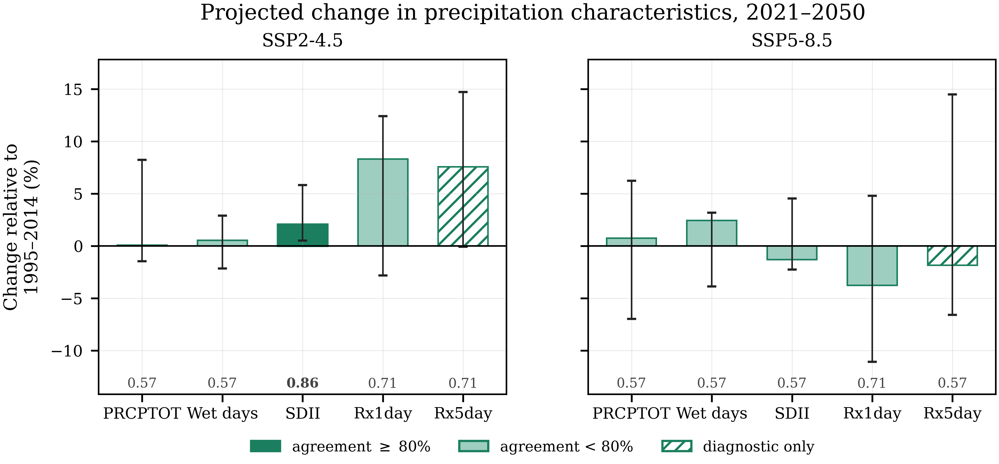 Projected change in precipitation characteristics, 2021–2050
SSP2-4.5
SSP5-8.5
Change relative to
1995–2014 (%)
15
10
5
0
−5
−10
0.57
0.57
0.86
0.71
0.71
0.57
0.57
0.57
0.71
0.57
PRCPTOT
Wet days
SDII
Rx1day
Rx5day
PRCPTOT
Wet days
SDII
Rx1day
Rx5day
agreement ≥ 80%
agreement < 80%
diagnostic only